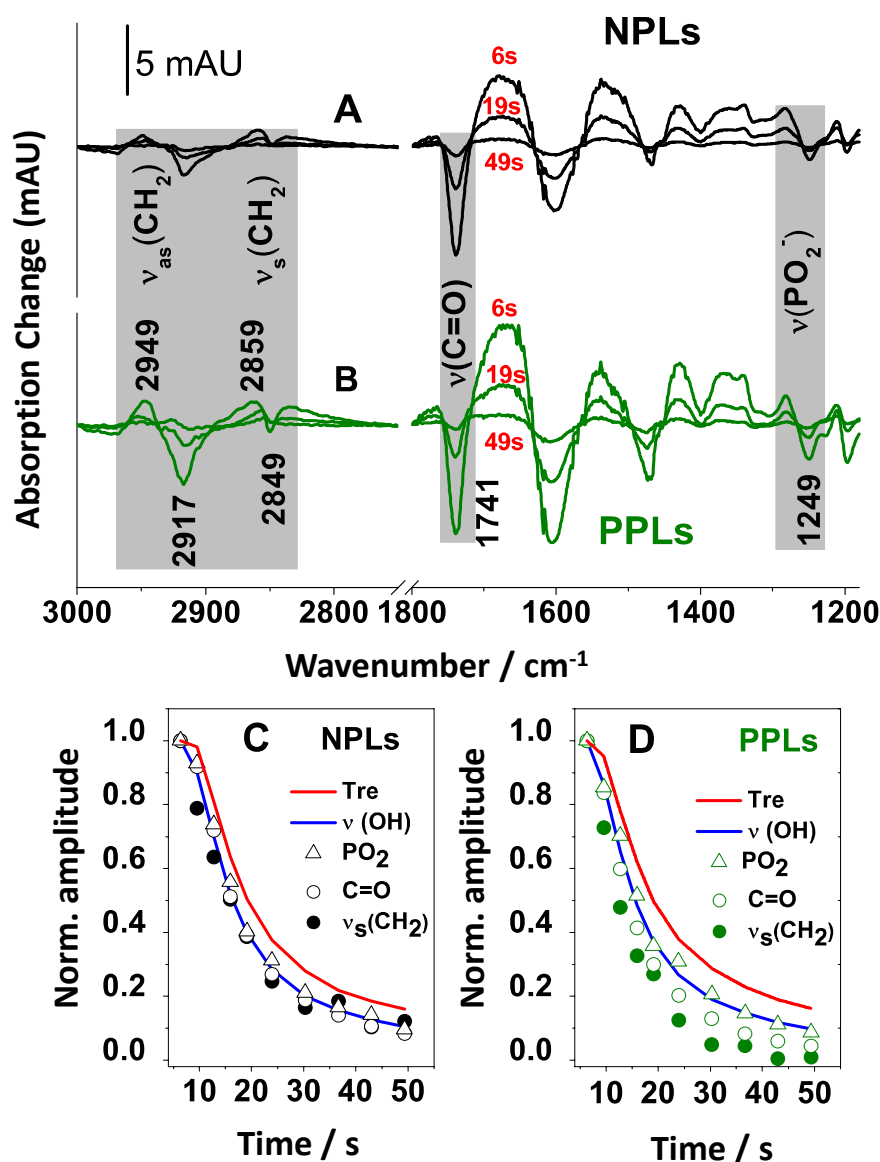 5 mAU
NPLs
A
6s
19s
49s
Absorption Change (mAU)
νas(CH2)
νs(CH2)
ν(C=O)
ν(PO2-)
2949
2859
B
6s
19s
49s
2917
2849
1741
1249
PPLs
3000 2900 2800 1800 1600 1400 1200
Wavenumber / cm-1
C NPLs
Tre
ν (OH)
PO2
C=O
νs(CH2)
1.0
0.8
0.6
0.4
0.2
0.0
Norm. amplitude
10 20 30 40 50
Time / s
D PPLs
Tre
ν (OH)
PO2
C=O
νs(CH2)
1.0
0.8
0.6
0.4
0.2
0.0
Norm. amplitude
10 20 30 40 50
Time / s